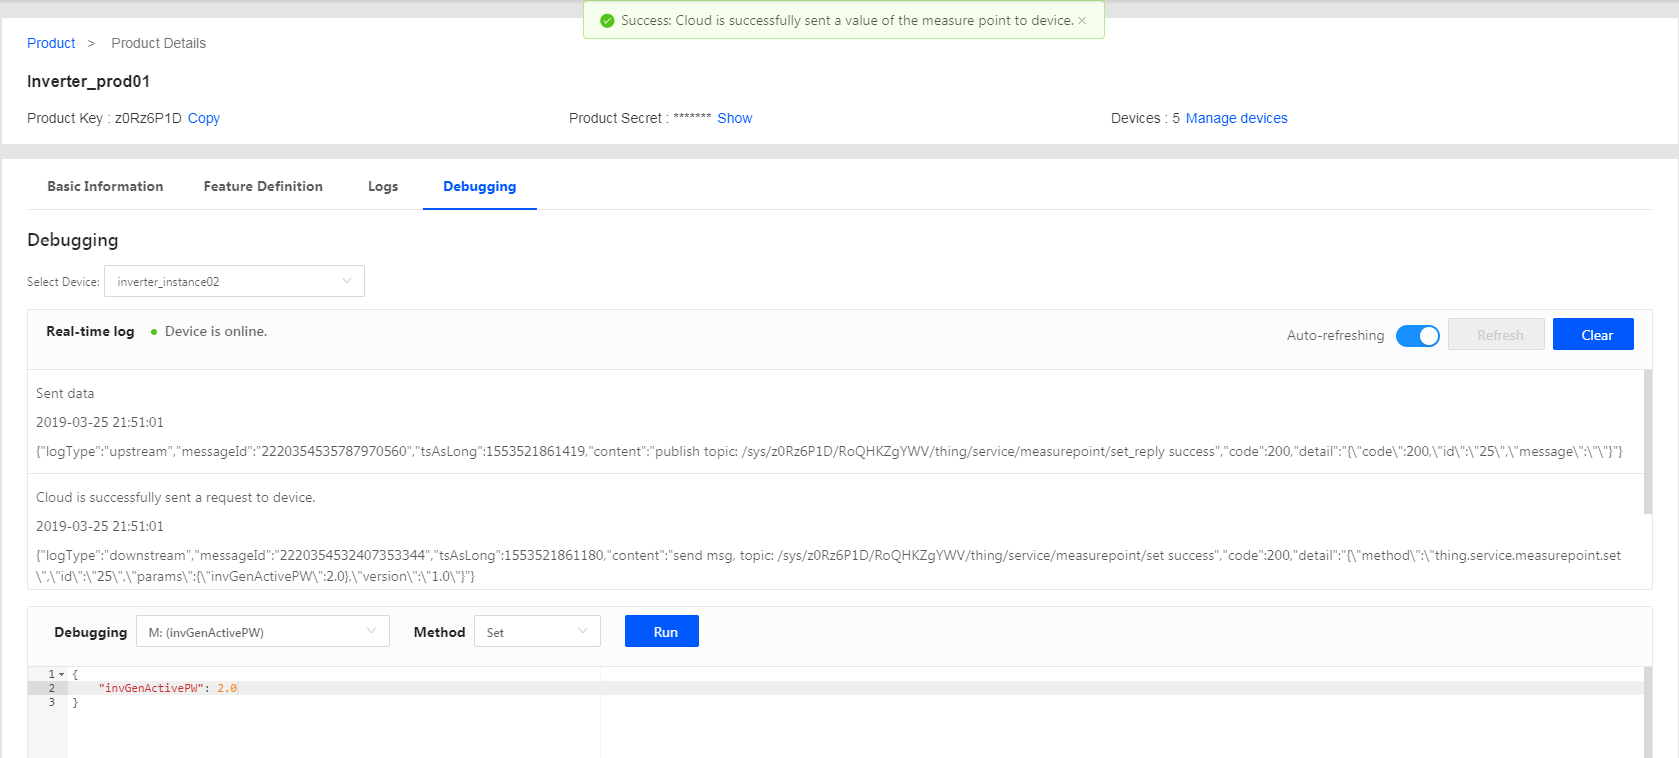 Success: Cloud is successfully sent a value of the measure point to device. ×
Product > Product Details
Inverter_prod01
Product Key : z0Rz6P1D Copy
Product Secret : ******* Show
Devices : 5 Manage devices
Basic Information Feature Definition Logs Debugging
Debugging
Select Device: inverter_instance02
Real-time log • Device is online.
Auto-refreshing Refresh Clear
Sent data
2019-03-25 21:51:01
{"logType":"upstream","messageId":"2220354535787970560","tsAsLong":1553521861419,"content":"publish topic: /sys/z0Rz6P1D/RoQHKZgYWV/thing/service/measurepoint/set_reply success","code":200,"detail":"{\"code\":200,\"id\":\"25\",\"message\":\"\"}"}
Cloud is successfully sent a request to device.
2019-03-25 21:51:01
{"logType":"downstream","messageId":"2220354532407353344","tsAsLong":1553521861180,"content":"send msg, topic: /sys/z0Rz6P1D/RoQHKZgYWV/thing/service/measurepoint/set success","code":200,"detail":"{\"method\":\"thing.service.measurepoint.set
\",\"id\":\"25\",\"params\":{\"invGenActivePW\":2.0},\"version\":\"1.0\"}"}
Debugging M: (invGenActivePW) Method Set Run
1 {
2 "invGenActivePW": 2.0
3 }